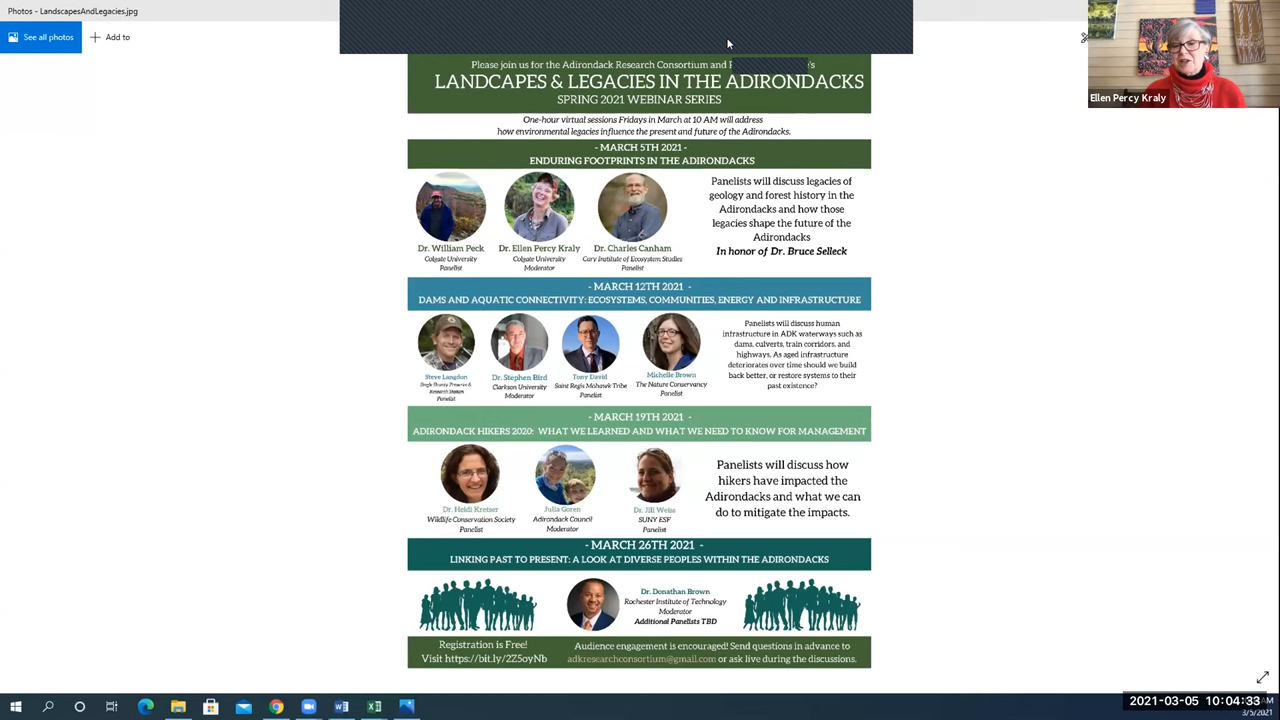 Photos - LandscapesAndLegacies.jpg
See all photos
Add to
Ellen Percy Kraly
Please join us for the Adirondack Research Consortium and
LANDCAPES & LEGACIES IN THE ADIRONDACKS
SPRING 2021 WEBINAR SERIES
One-hour virtual sessions Fridays in March at 10 AM will address
how environmental legacies influence the present and future of the Adirondacks.
- MARCH 5TH 2021 -
ENDURING FOOTPRINTS IN THE ADIRONDACKS
Panelists will discuss legacies of
geology and forest history in the
Adirondacks and how those
legacies shape the future of the
Adirondacks
In honor of Dr. Bruce Selleck
Dr. William Peck
Colgate University
Panelist
Dr. Ellen Percy Kraly
Colgate University
Moderator
Dr. Charles Canham
Cary Institute of Ecosystem Studies
Panelist
- MARCH 12TH 2021 -
DAMS AND AQUATIC CONNECTIVITY: ECOSYSTEMS, COMMUNITIES, ENERGY AND INFRASTRUCTURE
Panelists will discuss human
infrastructure in ADK waterways such as
dams, culverts, train corridors, and
highways. As aged infrastructure
deteriorates over time should we build
back better, or restore systems to their
past existence?
Steve Langdon
Shingle Shanty Preserve &
Research Station
Panelist
Dr. Stephen Bird
Clarkson University
Moderator
Tony David
Saint Regis Mohawk Tribe
Panelist
Michelle Brown
The Nature Conservancy
Panelist
- MARCH 19TH 2021 -
ADIRONDACK HIKERS 2020: WHAT WE LEARNED AND WHAT WE NEED TO KNOW FOR MANAGEMENT
Panelists will discuss how
hikers have impacted the
Adirondacks and what we can
do to mitigate the impacts.
Dr. Heidi Kretser
Wildlife Conservation Society
Panelist
Julia Goren
Adirondack Council
Moderator
Dr. Jill Weiss
SUNY ESF
Panelist
- MARCH 26TH 2021 -
LINKING PAST TO PRESENT: A LOOK AT DIVERSE PEOPLES WITHIN THE ADIRONDACKS
Dr. Donathan Brown
Rochester Institute of Technology
Moderator
Additional Panelists TBD
Registration is Free!
Visit https://bit.ly/2Z5oyNb
Audience engagement is encouraged! Send questions in advance to
adkresearchconsortium@gmail.com or ask live during the discussions.
2021-03-05 10:04:33
3/5/2021